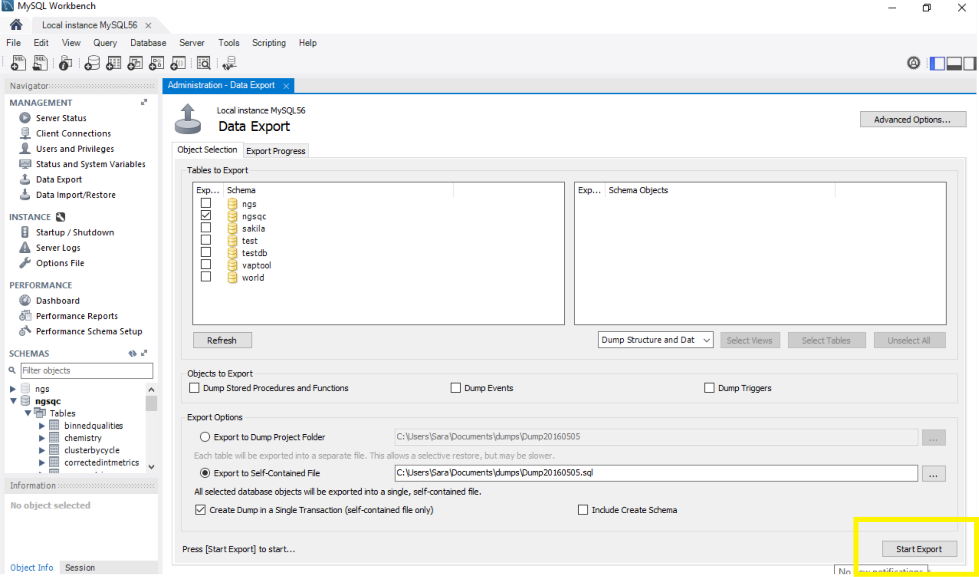 MySQL Workbench
Local instance MySQL56
File Edit View Query Database Server Tools Scripting Help
Navigator
MANAGEMENT
Server Status
Client Connections
Users and Privileges
Status and System Variables
Data Export
Data Import/Restore
INSTANCE
Startup / Shutdown
Server Logs
Options File
PERFORMANCE
Dashboard
Performance Reports
Performance Schema Setup
SCHEMAS
Filter objects
ngs
ngsqc
Tables
binnedqualities
chemistry
clusterbycycle
correctedintmetrics
Information
No object selected
Object Info Session
Administration - Data Export
Local instance MySQL56
Data Export
Advanced Options...
Object Selection Export Progress
Tables to Export
Exp... Schema
ngs
ngsqc
sakila
test
testdb
vaptool
world
Exp... Schema Objects
Refresh
Dump Structure and Dat
Select Views
Select Tables
Unselect All
Objects to Export
Dump Stored Procedures and Functions
Dump Events
Dump Triggers
Export Options
Export to Dump Project Folder
C:\Users\Sara\Documents\dumps\Dump20160505
...
Each table will be exported into a separate file. This allows a selective restore, but may be slower.
Export to Self-Contained File
C:\Users\Sara\Documents\dumps\Dump20160505.sql
...
All selected database objects will be exported into a single, self-contained file.
Create Dump in a Single Transaction (self-contained file only)
Include Create Schema
Press [Start Export] to start...
Start Export
No new notifications